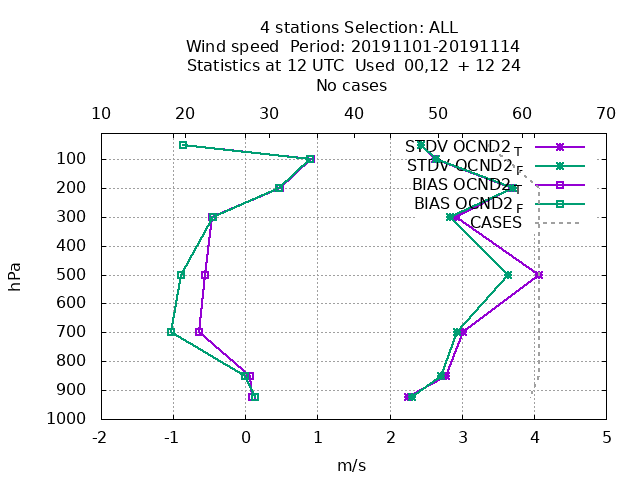 4 stations Selection: ALL
Wind speed  Period: 20191101-20191114
Statistics at 12 UTC  Used  00,12  + 12 24
No cases
10 20 30 40 50 60 70
STDV OCND2 T
STDV OCND2 F
BIAS OCND2 T
BIAS OCND2 F
CASES
100
200
300
400
500
600
700
800
900
1000
hPa
-2 -1 0 1 2 3 4 5
m/s